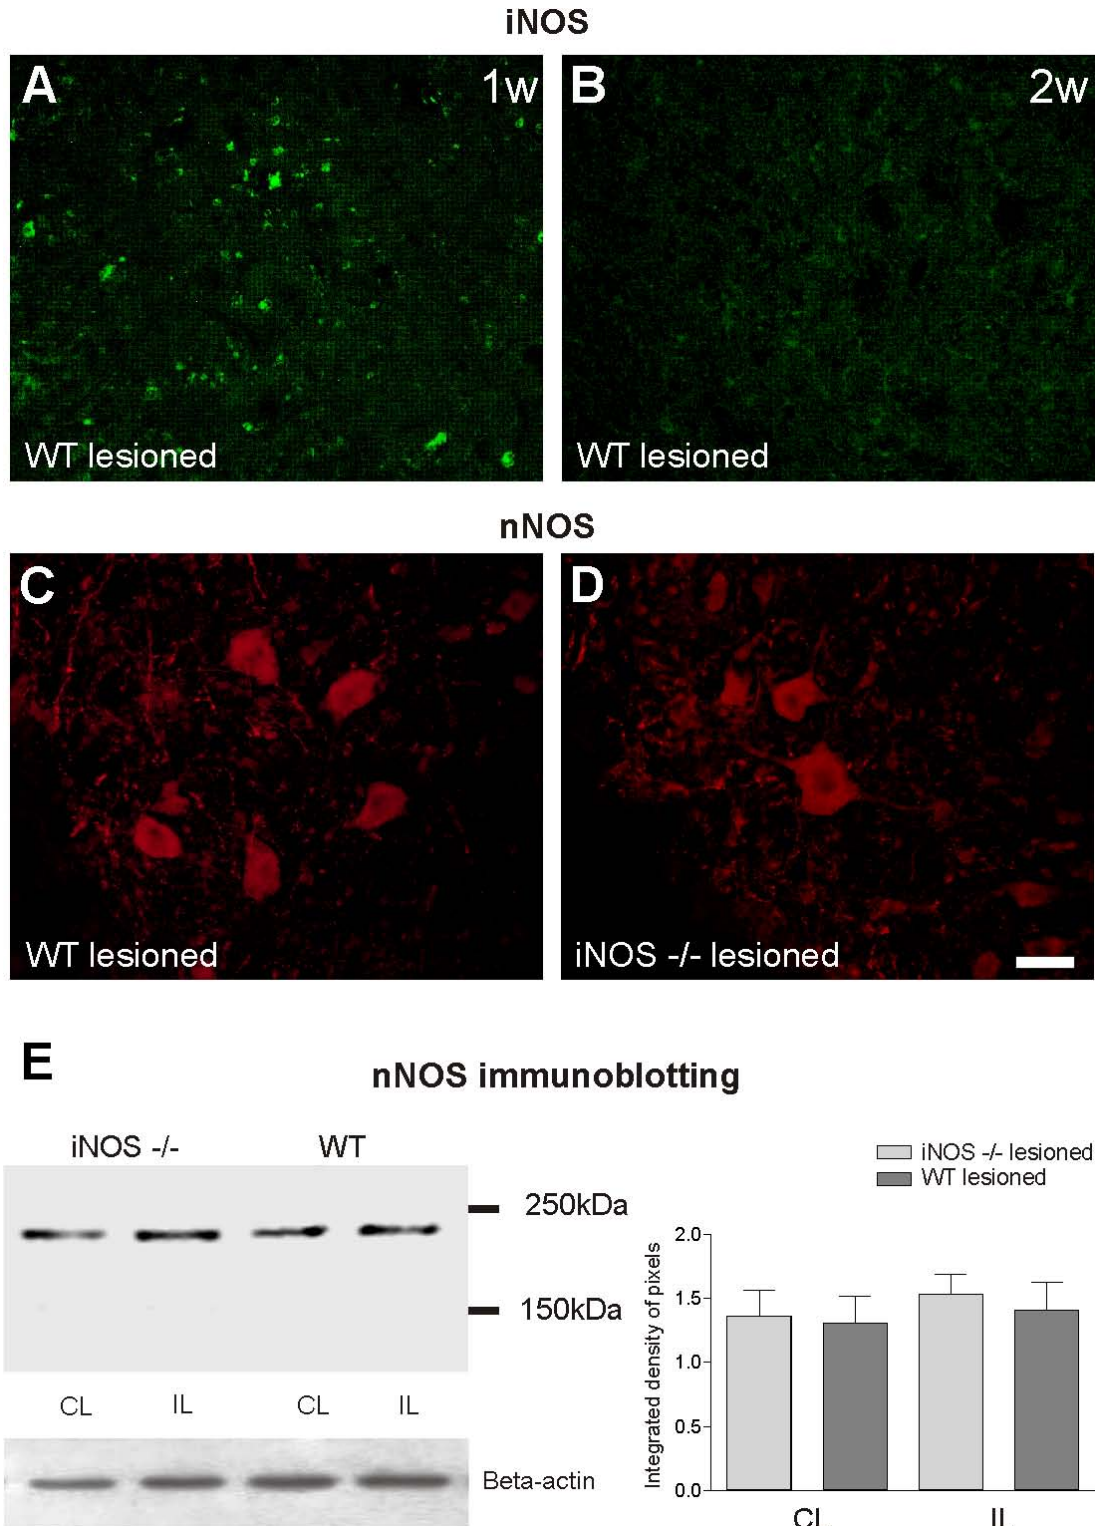 iNOS
A 1w B 2w
WT lesioned WT lesioned
nNOS
C D
WT lesioned iNOS -/- lesioned
E
nNOS immunoblotting
iNOS -/- WT
250kDa
150kDa
CL IL CL IL
Beta-actin
iNOS -/- lesioned
WT lesioned
Integrated density of pixels
2.0
1.5
1.0
0.5
0.0
CL IL